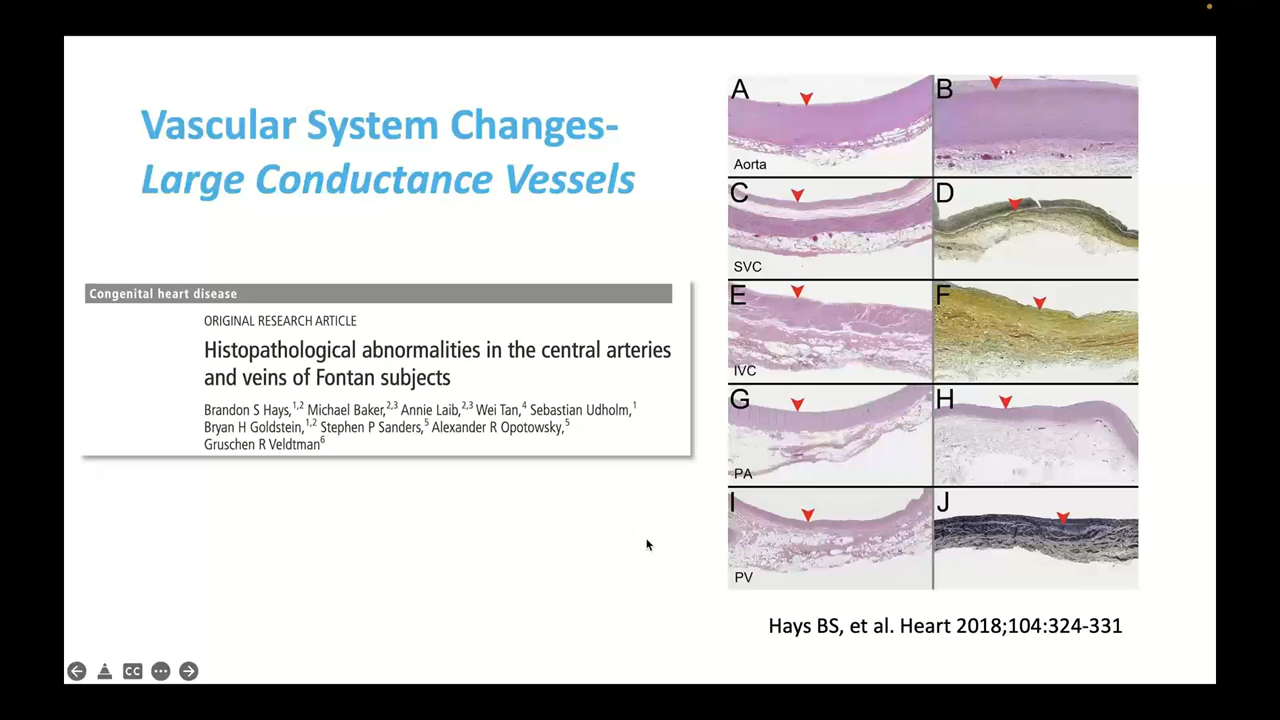 Vascular System Changes-
Large Conductance Vessels
Congenital heart disease
ORIGINAL RESEARCH ARTICLE
Histopathological abnormalities in the central arteries
and veins of Fontan subjects
Brandon S Hays,1,2 Michael Baker,2,3 Annie Laib,2,3 Wei Tan,4 Sebastian Udholm,1
Bryan H Goldstein,1,2 Stephen P Sanders,5 Alexander R Opotowsky,5
Gruschen R Veldtman6
A B
Aorta
C D
SVC
E F
IVC
G H
PA
I J
PV
Hays BS, et al. Heart 2018;104:324-331
CC